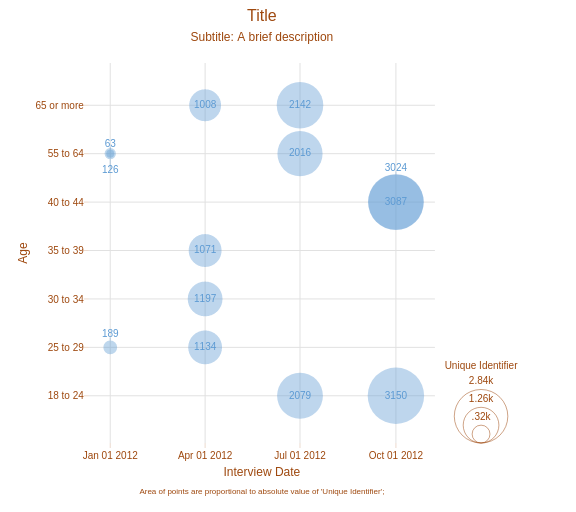 Title
Subtitle: A brief description
65 or more
1008
2142
63
55 to 64
2016
126
3024
40 to 44
3087
Age
35 to 39
1071
30 to 34
1197
189
25 to 29
1134
Unique Identifier
2.84k
1.26k
.32k
18 to 24
2079
3150
Jan 01 2012
Apr 01 2012
Jul 01 2012
Oct 01 2012
Interview Date
Area of points are proportional to absolute value of 'Unique Identifier';